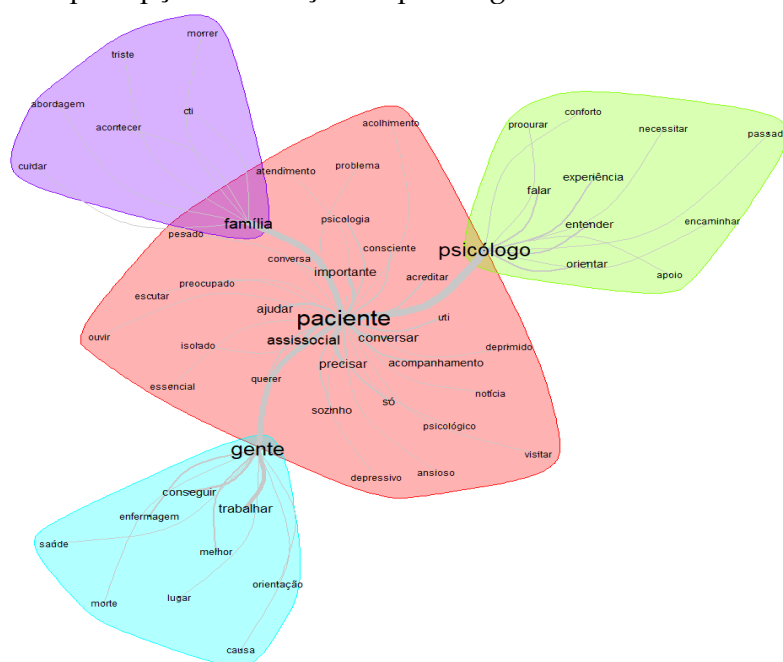 morrer
triste
abordagem
cti
acontecer
cuidar
família
pesado
acolhimento
atendimento
problema
psicologia
consciente
conversa
importante
preocupado
acreditar
escutar
ajudar
paciente
uti
ouvir
isolado
assissocial
conversar
deprimido
precisar
acompanhamento
essencial
querer
notícia
sozinho
só
psicológico
visitar
depressivo
ansioso
psicólogo
procurar
conforto
necessitar
passad
falar
experiência
entender
encaminhar
orientar
apoio
gente
conseguir
enfermagem
trabalhar
saúde
melhor
orientação
lugar
morte
causa